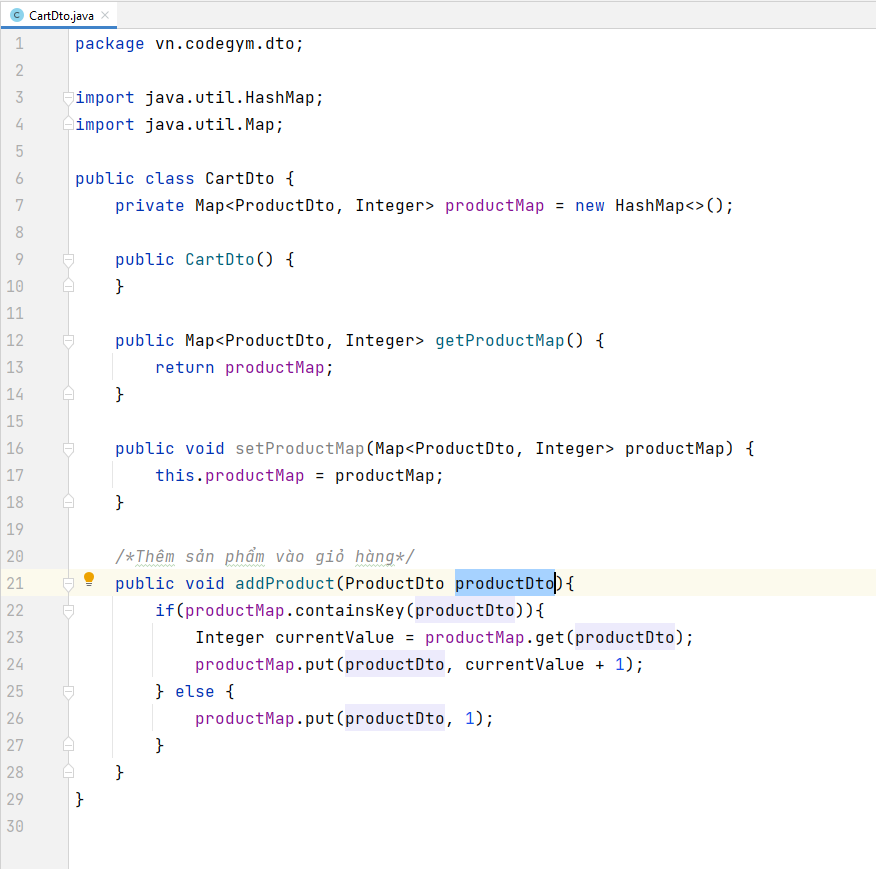 CartDto.java
1 package vn.codegym.dto;
2
3 import java.util.HashMap;
4 import java.util.Map;
5
6 public class CartDto {
7     private Map<ProductDto, Integer> productMap = new HashMap<>();
8
9     public CartDto() {
10     }
11
12     public Map<ProductDto, Integer> getProductMap() {
13         return productMap;
14     }
15
16     public void setProductMap(Map<ProductDto, Integer> productMap) {
17         this.productMap = productMap;
18     }
19
20     /*Thêm sản phẩm vào giỏ hàng*/
21     public void addProduct(ProductDto productDto){
22         if(productMap.containsKey(productDto)){
23             Integer currentValue = productMap.get(productDto);
24             productMap.put(productDto, currentValue + 1);
25         } else {
26             productMap.put(productDto, 1);
27         }
28     }
29 }
30